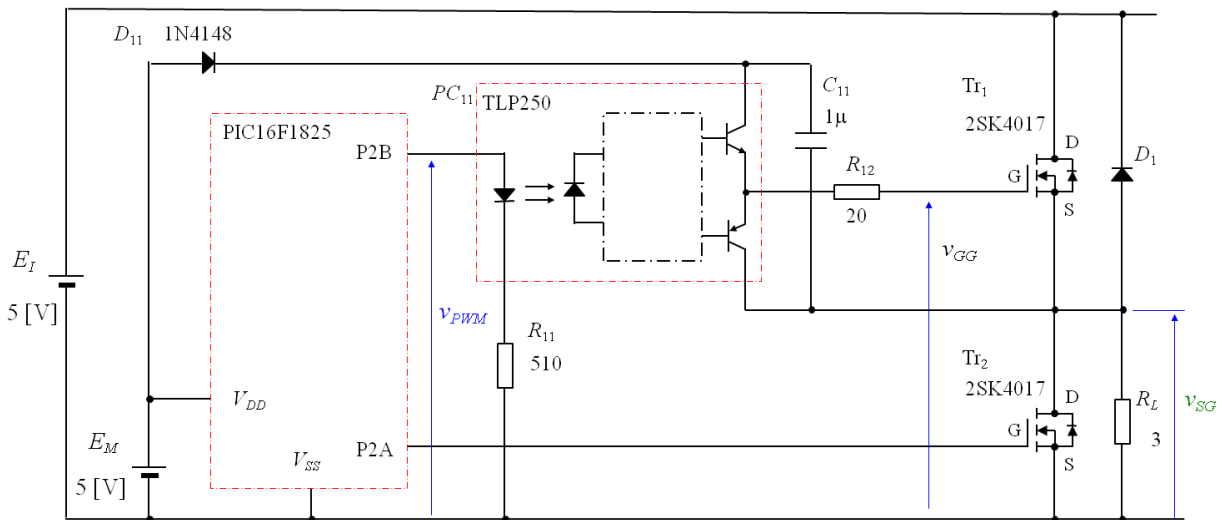 D11 1N4148
PC11
TLP250
C11
1μ
Tr1
2SK4017
PIC16F1825
P2B
D
D1
G
S
R12
20
vGG
EI
5 [V]
vPWM
R11
510
Tr2
2SK4017
D
G
S
RL
3
vSG
VDD
EM
5 [V]
VSS
P2A